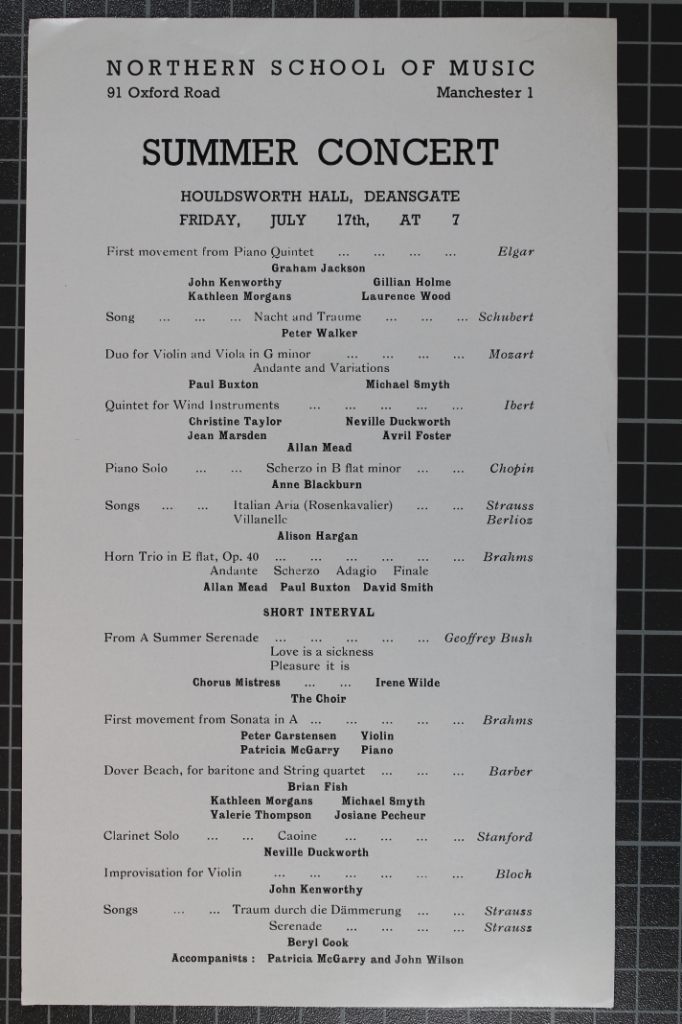 NORTHERN SCHOOL OF MUSIC
91 Oxford Road Manchester 1
SUMMER CONCERT
HOULDSWORTH HALL, DEANSGATE
FRIDAY, JULY 17th, AT 7
First movement from Piano Quintet ... ... ... ... Elgar
Graham Jackson
John Kenworthy Gillian Holme
Kathleen Morgans Laurence Wood
Song ... ... ... Nacht und Traume ... ... ... Schubert
Peter Walker
Duo for Violin and Viola in G minor ... ... ... ... Mozart
Andante and Variations
Paul Buxton Michael Smyth
Quintet for Wind Instruments ... ... ... ... ... Ibert
Christine Taylor Neville Duckworth
Jean Marsden Avril Foster
Allan Mead
Piano Solo ... ... Scherzo in B flat minor ... ... Chopin
Anne Blackburn
Songs ... ... Italian Aria (Rosenkavalier) ... ... Strauss
Villanelle Berlioz
Alison Hargan
Horn Trio in E flat, Op. 40 ... ... ... ... ... ... Brahms
Andante Scherzo Adagio Finale
Allan Mead Paul Buxton David Smith
SHORT INTERVAL
From A Summer Serenade ... ... ... ... ... Geoffrey Bush
Love is a sickness
Pleasure it is
Chorus Mistress ... ... Irene Wilde
The Choir
First movement from Sonata in A ... ... ... ... ... Brahms
Peter Carstensen Violin
Patricia McGarry Piano
Dover Beach, for baritone and String quartet ... ... ... Barber
Brian Fish
Kathleen Morgans Michael Smyth
Valerie Thompson Josiane Pecheur
Clarinet Solo ... ... Caoine ... ... ... ... Stanford
Neville Duckworth
Improvisation for Violin ... ... ... ... ... ... Bloch
John Kenworthy
Songs ... ... Traum durch die Dämmerung ... ... Strauss
Serenade ... ... ... ... Strauss
Beryl Cook
Accompanists : Patricia McGarry and John Wilson